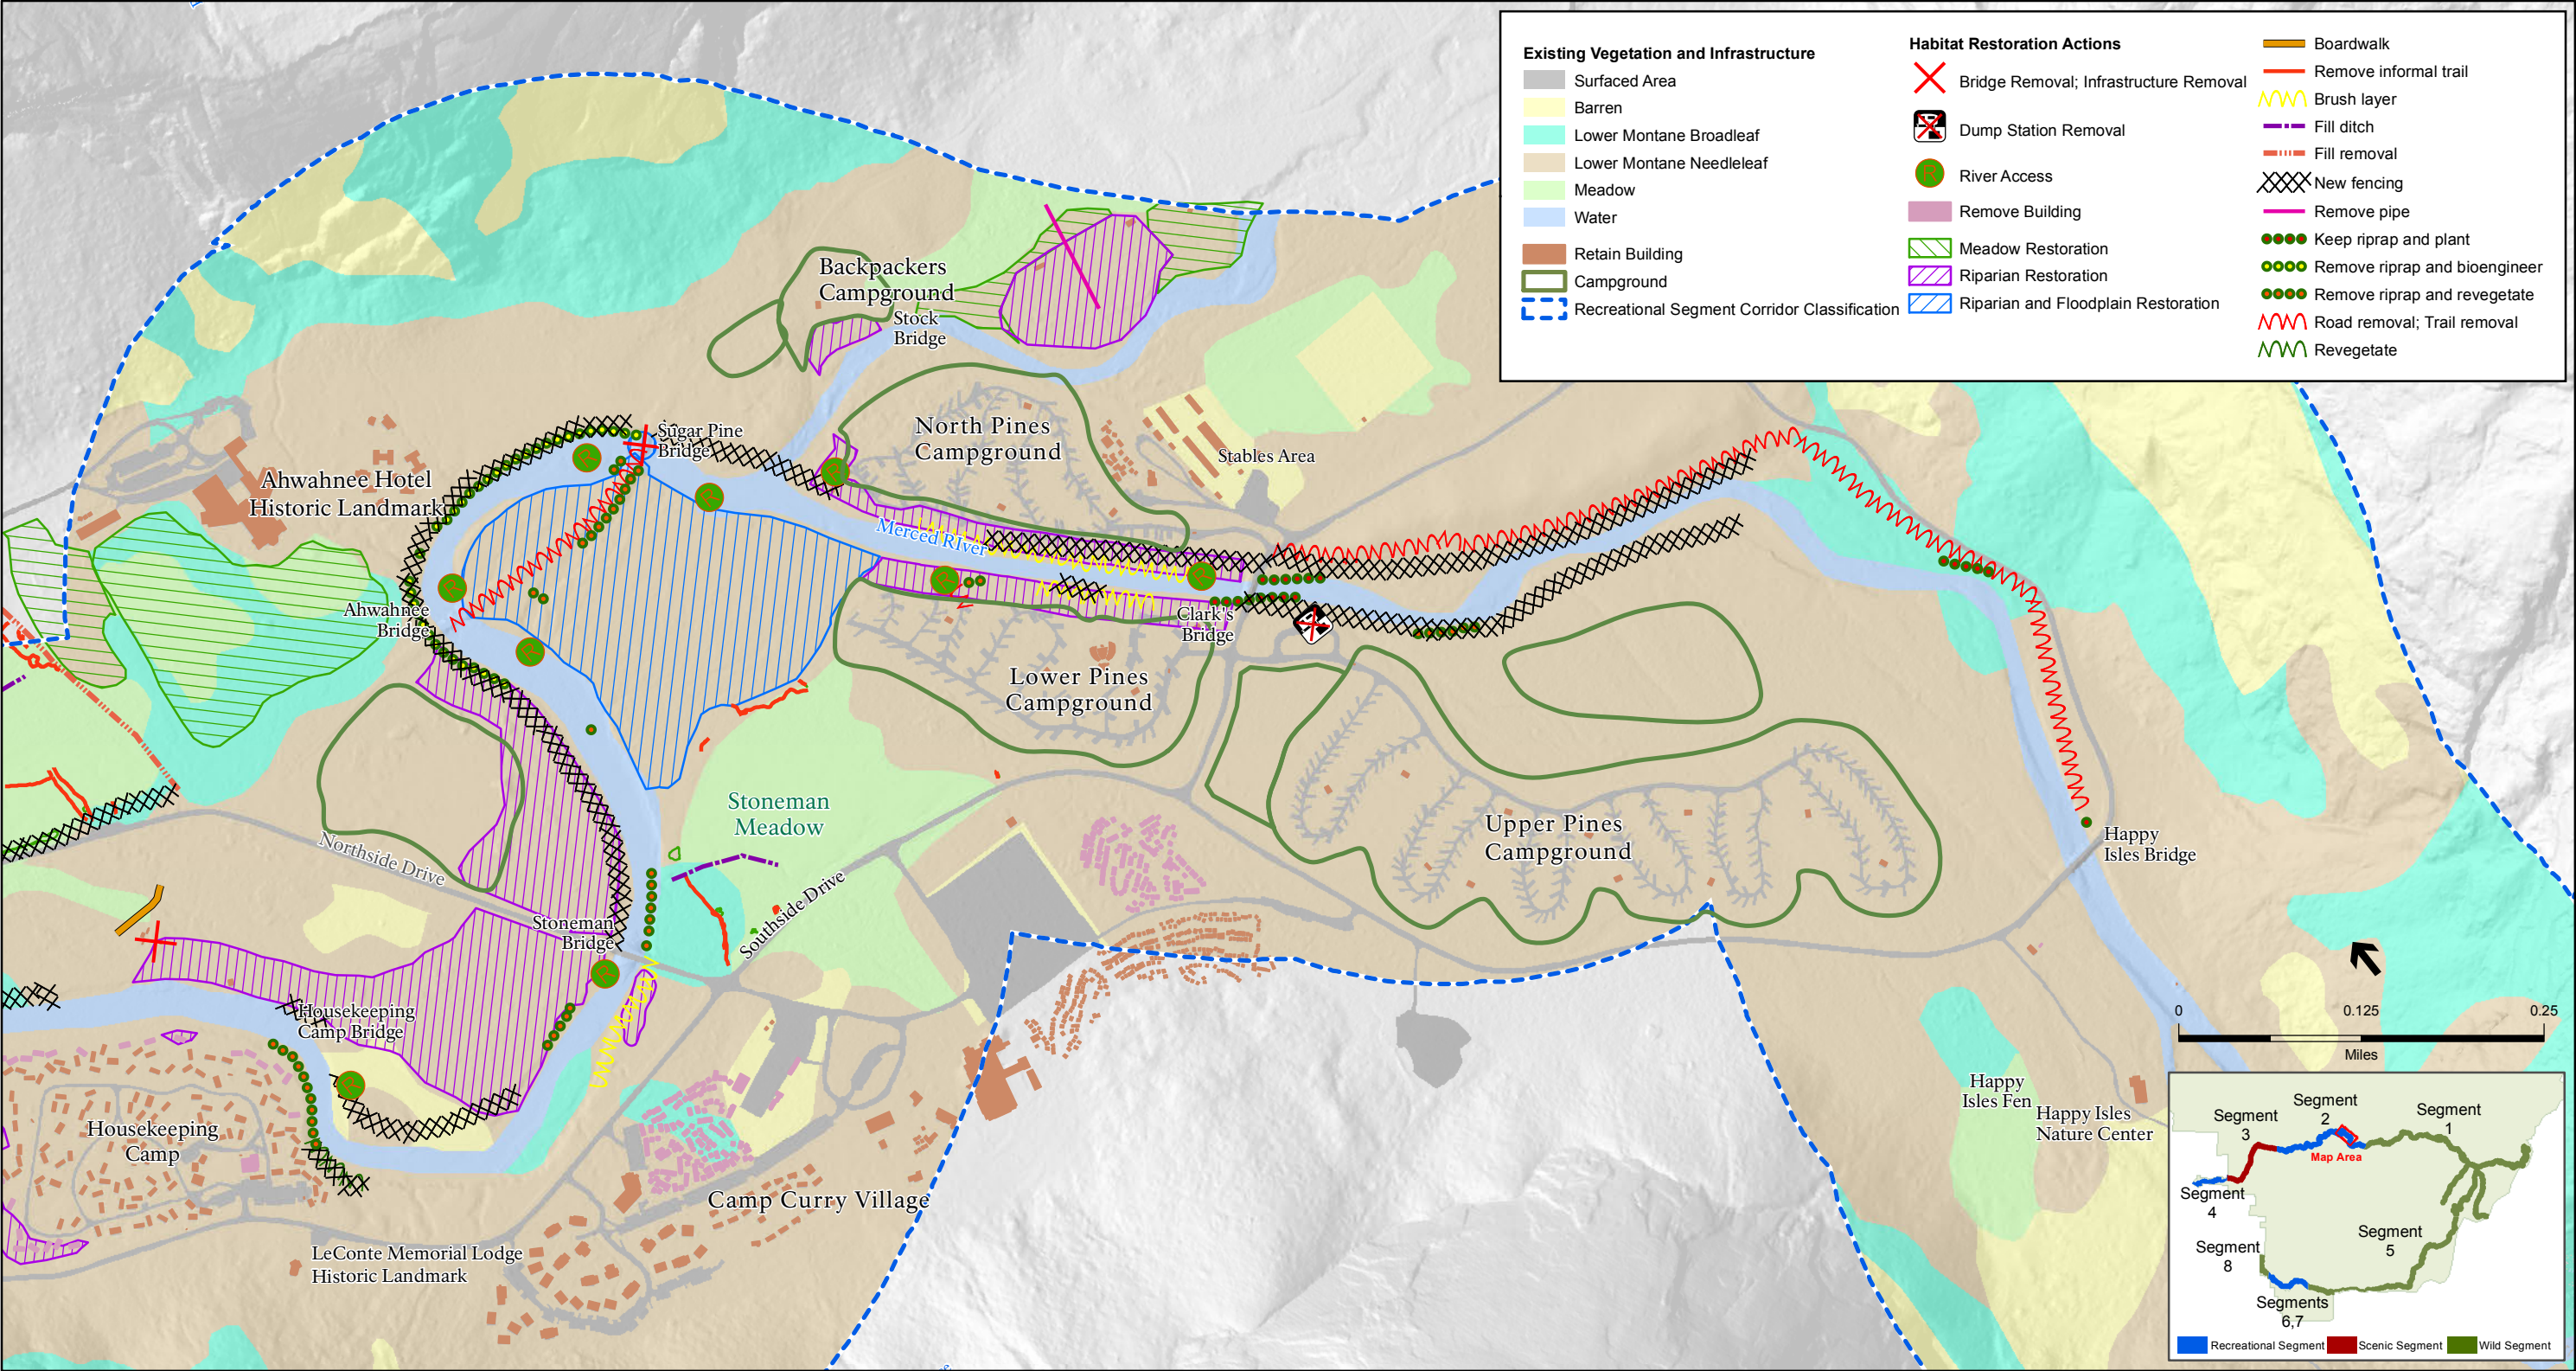 Existing Vegetation and Infrastructure
Surfaced Area
Barren
Lower Montane Broadleaf
Lower Montane Needleleaf
Meadow
Water
Retain Building
Campground
Recreational Segment Corridor Classification
Habitat Restoration Actions
Bridge Removal; Infrastructure Removal
Dump Station Removal
R
River Access
Remove Building
Meadow Restoration
Riparian Restoration
Riparian and Floodplain Restoration
Boardwalk
Remove informal trail
Brush layer
Fill ditch
Fill removal
New fencing
Remove pipe
Keep riprap and plant
Remove riprap and bioengineer
Remove riprap and revegetate
Road removal; Trail removal
Revegetate
Backpackers
Campground
Stock
Bridge
North Pines
Campground
Stables Area
Sugar Pine
Bridge
Ahwahnee Hotel
Historic Landmark
Merced RIver
Ahwahnee
Bridge
Clark's
Bridge
Lower Pines
Campground
Stoneman
Meadow
Upper Pines
Campground
Happy
Isles Bridge
Northside Drive
Southside Drive
Stoneman
Bridge
Housekeeping
Camp Bridge
Housekeeping
Camp
Camp Curry Village
LeConte Memorial Lodge
Historic Landmark
Happy
Isles Fen
Happy Isles
Nature Center
0 0.125 0.25
Miles
Segment
1
Segment
2
Segment
3
Map Area
Segment
4
Segment
5
Segment
8
Segments
6,7
Recreational Segment Scenic Segment Wild Segment
R
R
R
R
R
R
R
R
R